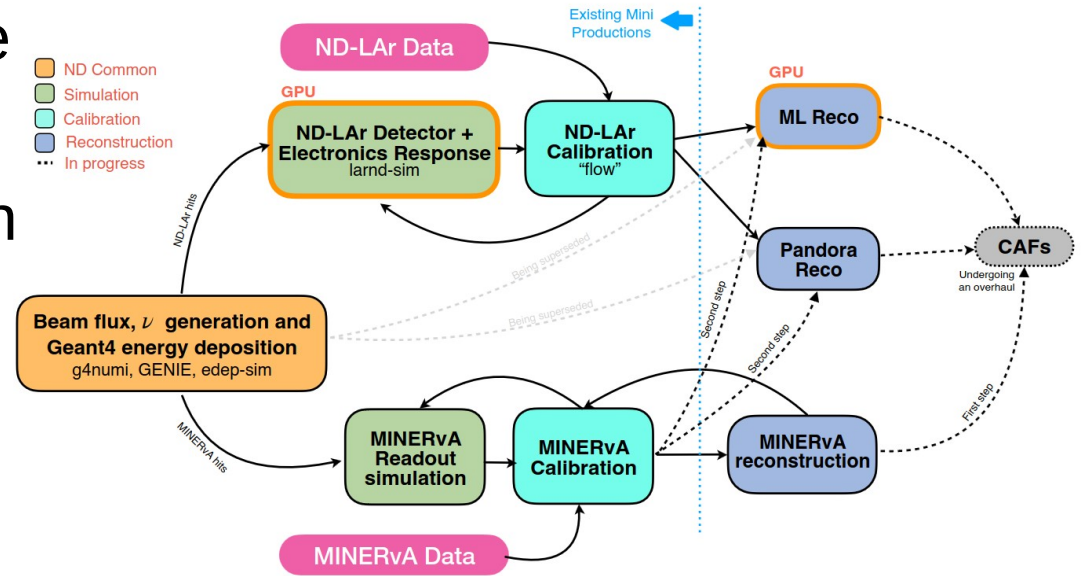 e
n
Existing Mini
Productions
ND Common
Simulation
Calibration
Reconstruction
In progress
ND-LAr Data
GPU
ND-LAr Detector +
Electronics Response
larnd-sim
ND-LAr
Calibration
“flow”
GPU
ML Reco
ND-LAr hits
Being superseded
Being superseded
Pandora
Reco
CAFs
Undergoing
an overhaul
Beam flux, ν generation and
Geant4 energy deposition
g4numi, GENIE, edep-sim
Second step
Second step
First step
MINERvA hits
MINERvA
Readout
simulation
MINERvA
Calibration
MINERvA
reconstruction
MINERvA Data